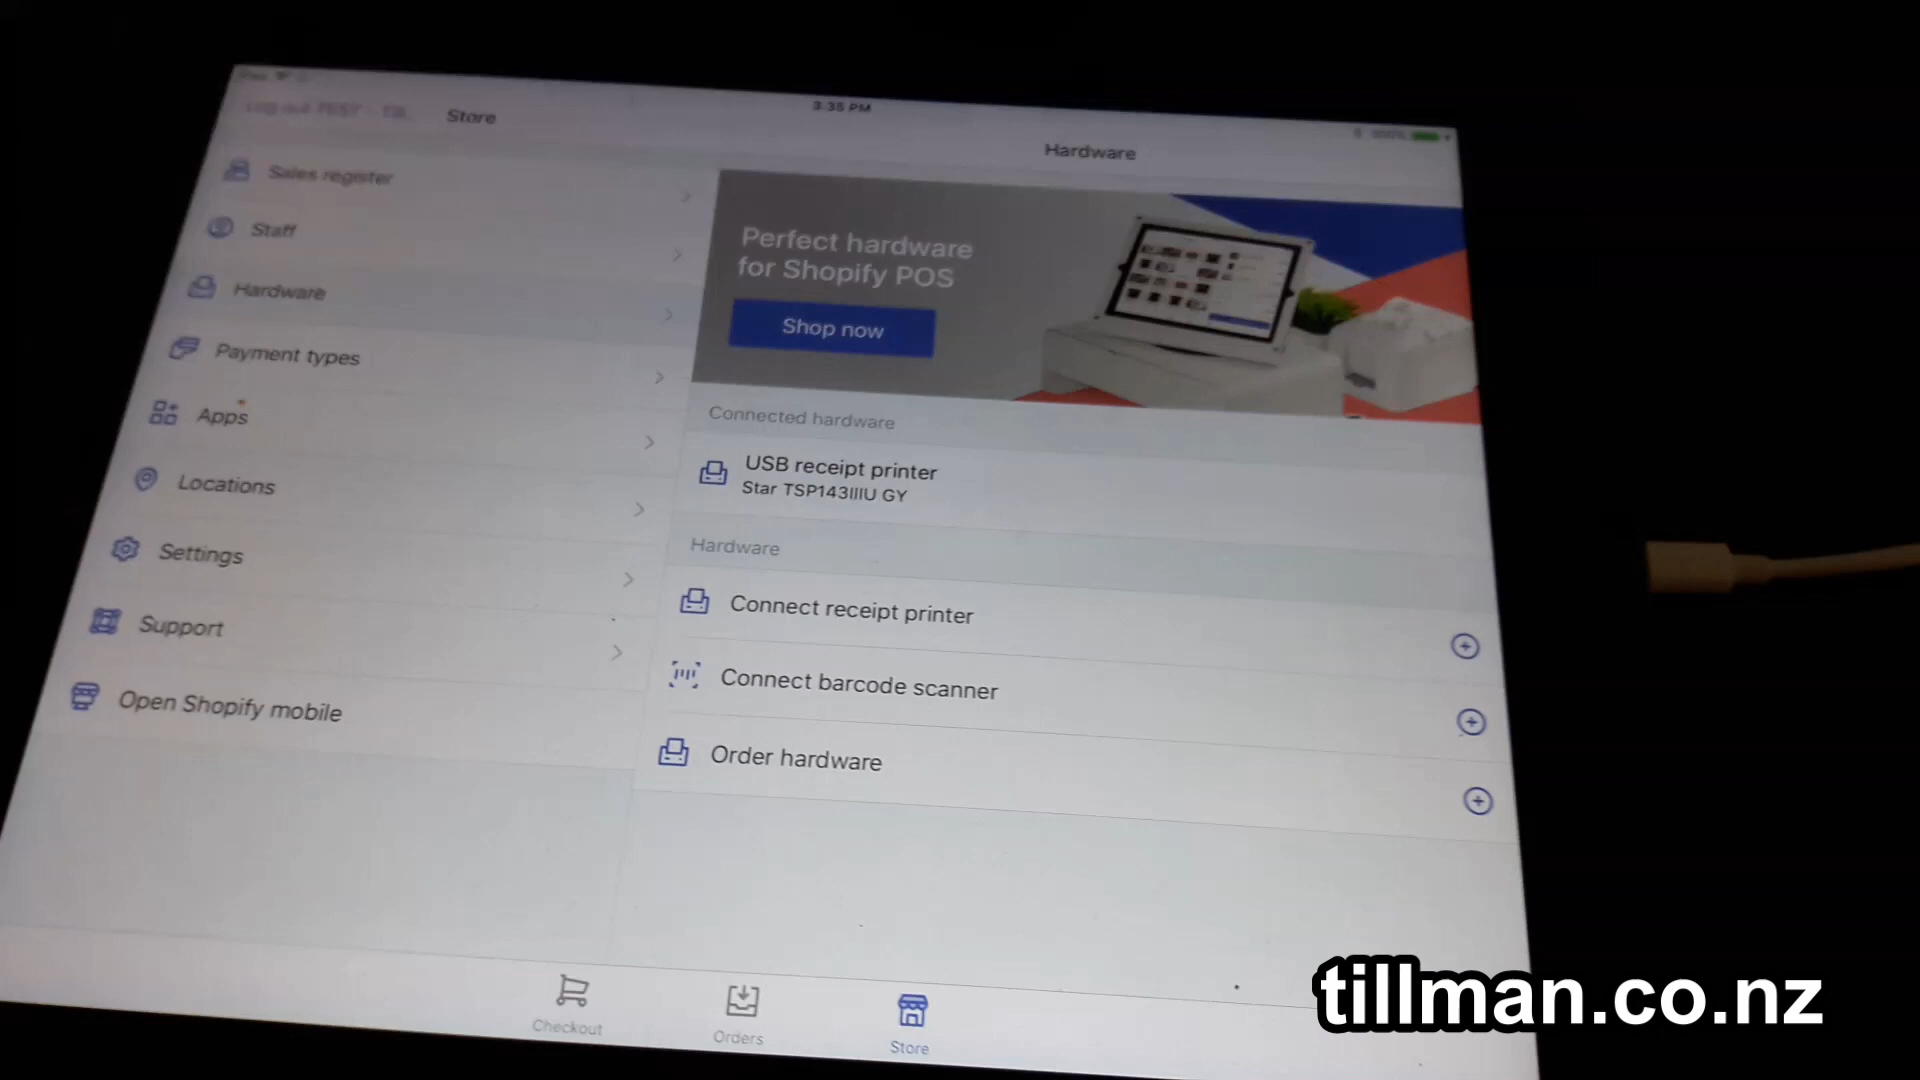 3:35 PM
Store
Hardware
Sales register
Staff
Hardware
Payment types
Apps
Locations
Settings
Support
Open Shopify mobile
Perfect hardware
for Shopify POS
Shop now
Connected hardware
USB receipt printer
Star TSP143IIIU GY
Hardware
Connect receipt printer
Connect barcode scanner
Order hardware
Checkout
Orders
Store
tillman.co.nz